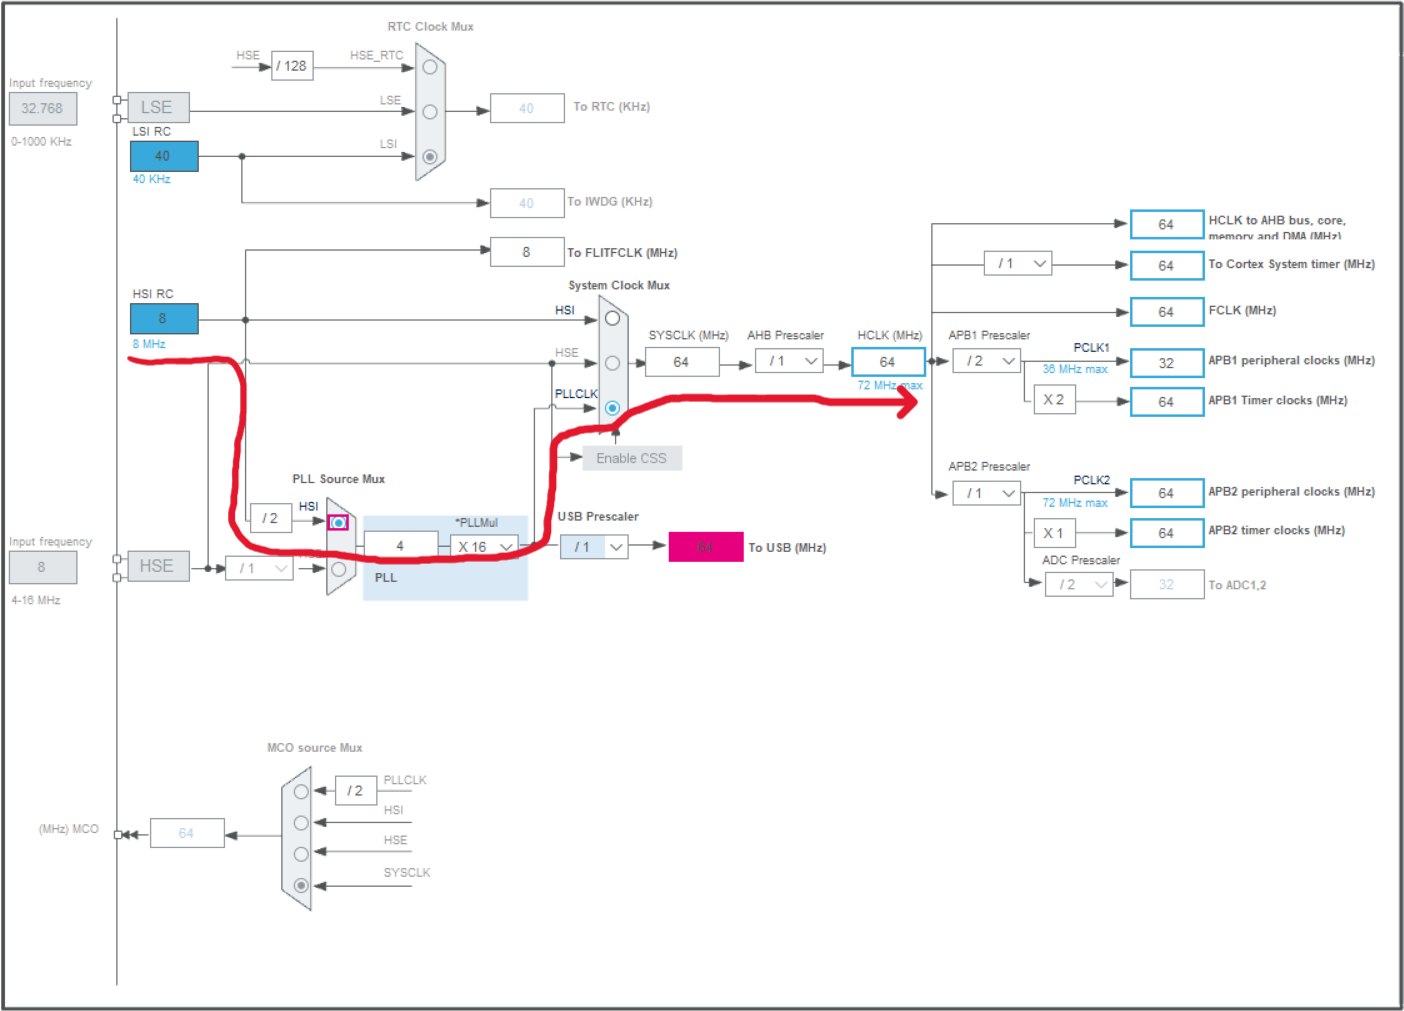 RTC Clock Mux
HSE
/ 128
HSE_RTC
Input frequency
32.768
0-1000 KHz
LSE
LSE
40
To RTC (KHz)
LSI RC
40
40 KHz
LSI
40
To IWDG (KHz)
8
To FLITFCLK (MHz)
HSI RC
8
8 MHz
System Clock Mux
HSI
HSE
PLLCLK
SYSCLK (MHz)
64
AHB Prescaler
/ 1
HCLK (MHz)
64
72 MHz max
64
HCLK to AHB bus, core,
memory and DMA (MHz)
/ 1
64
To Cortex System timer (MHz)
64
FCLK (MHz)
APB1 Prescaler
/ 2
PCLK1
36 MHz max
32
APB1 peripheral clocks (MHz)
X 2
64
APB1 Timer clocks (MHz)
Enable CSS
APB2 Prescaler
/ 1
PCLK2
72 MHz max
64
APB2 peripheral clocks (MHz)
X 1
64
APB2 timer clocks (MHz)
ADC Prescaler
/ 2
32
To ADC1,2
PLL Source Mux
HSI
/ 2
*PLLMul
4
X 16
PLL
USB Prescaler
/ 1
64
To USB (MHz)
Input frequency
8
4-16 MHz
HSE
/ 1
HSE
MCO source Mux
PLLCLK
/ 2
HSI
HSE
SYSCLK
(MHz) MCO
64